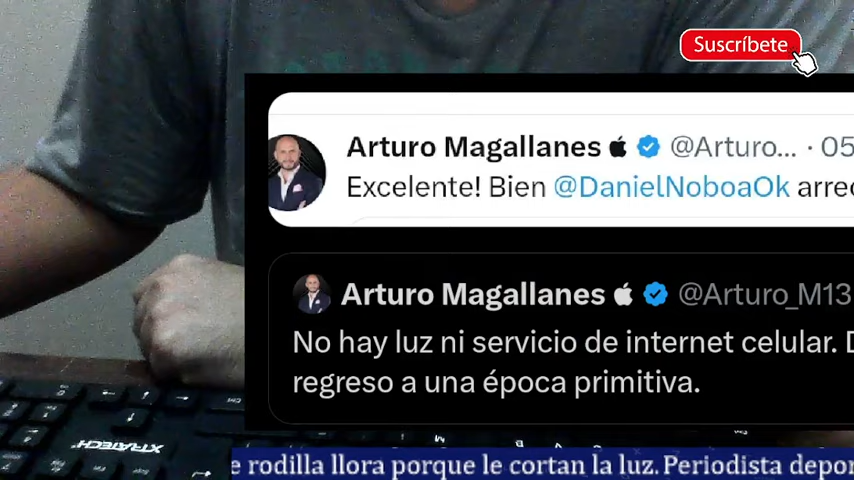 Suscríbete
Arturo Magallanes @Arturo... · 05
Excelente! Bien @DanielNoboaOk arrec
Arturo Magallanes @Arturo_M13
No hay luz ni servicio de internet celular. D
regreso a una época primitiva.
XTRATECH
e rodilla llora porque le cortan la luz. Periodista depor